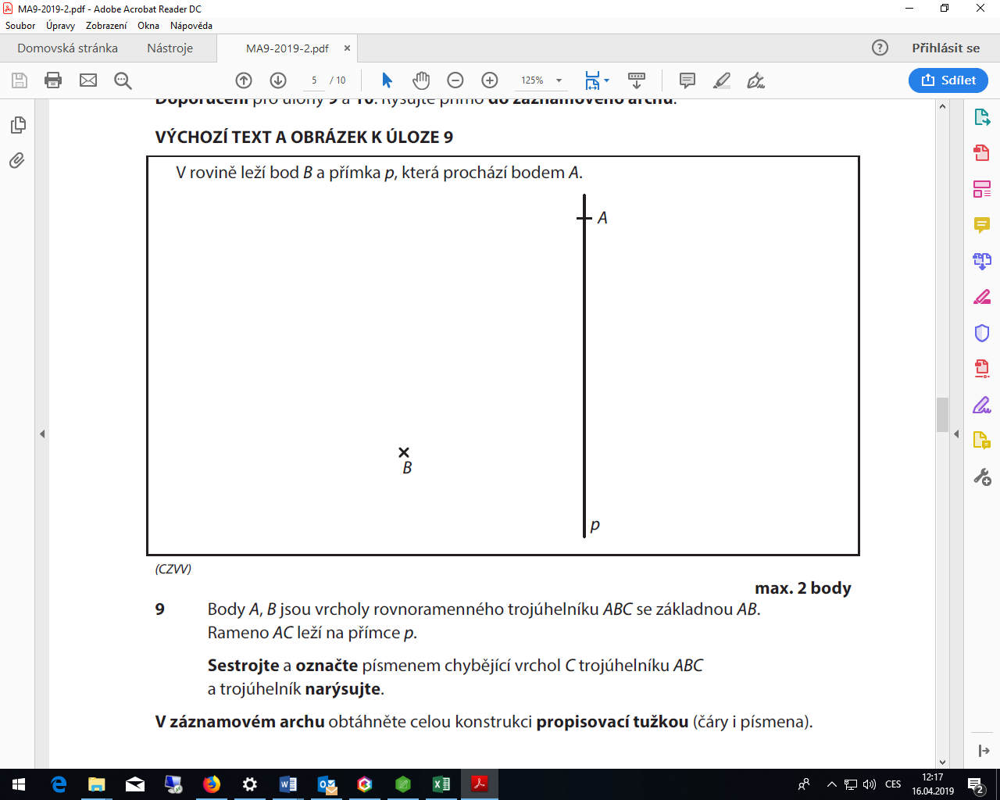 MA9-2019-2.pdf - Adobe Acrobat Reader DC
Soubor Úpravy Zobrazení Okna Nápověda
Domovská stránka Nástroje MA9-2019-2.pdf × ? Přihlásit se
5 / 10 125% Sdílet
Doporučení pro úlohy 9 a 10: Rýsujte přímo do záznamového archu.
VÝCHOZÍ TEXT A OBRÁZEK K ÚLOZE 9
V rovině leží bod B a přímka p, která prochází bodem A.
A
B
p
(CZVV)
max. 2 body
9 Body A, B jsou vrcholy rovnoramenného trojúhelníku ABC se základnou AB.
Rameno AC leží na přímce p.
Sestrojte a označte písmenem chybějící vrchol C trojúhelníku ABC
a trojúhelník narýsujte.
V záznamovém archu obtáhněte celou konstrukci propisovací tužkou (čáry i písmena).
CES 12:17
16.04.2019 2